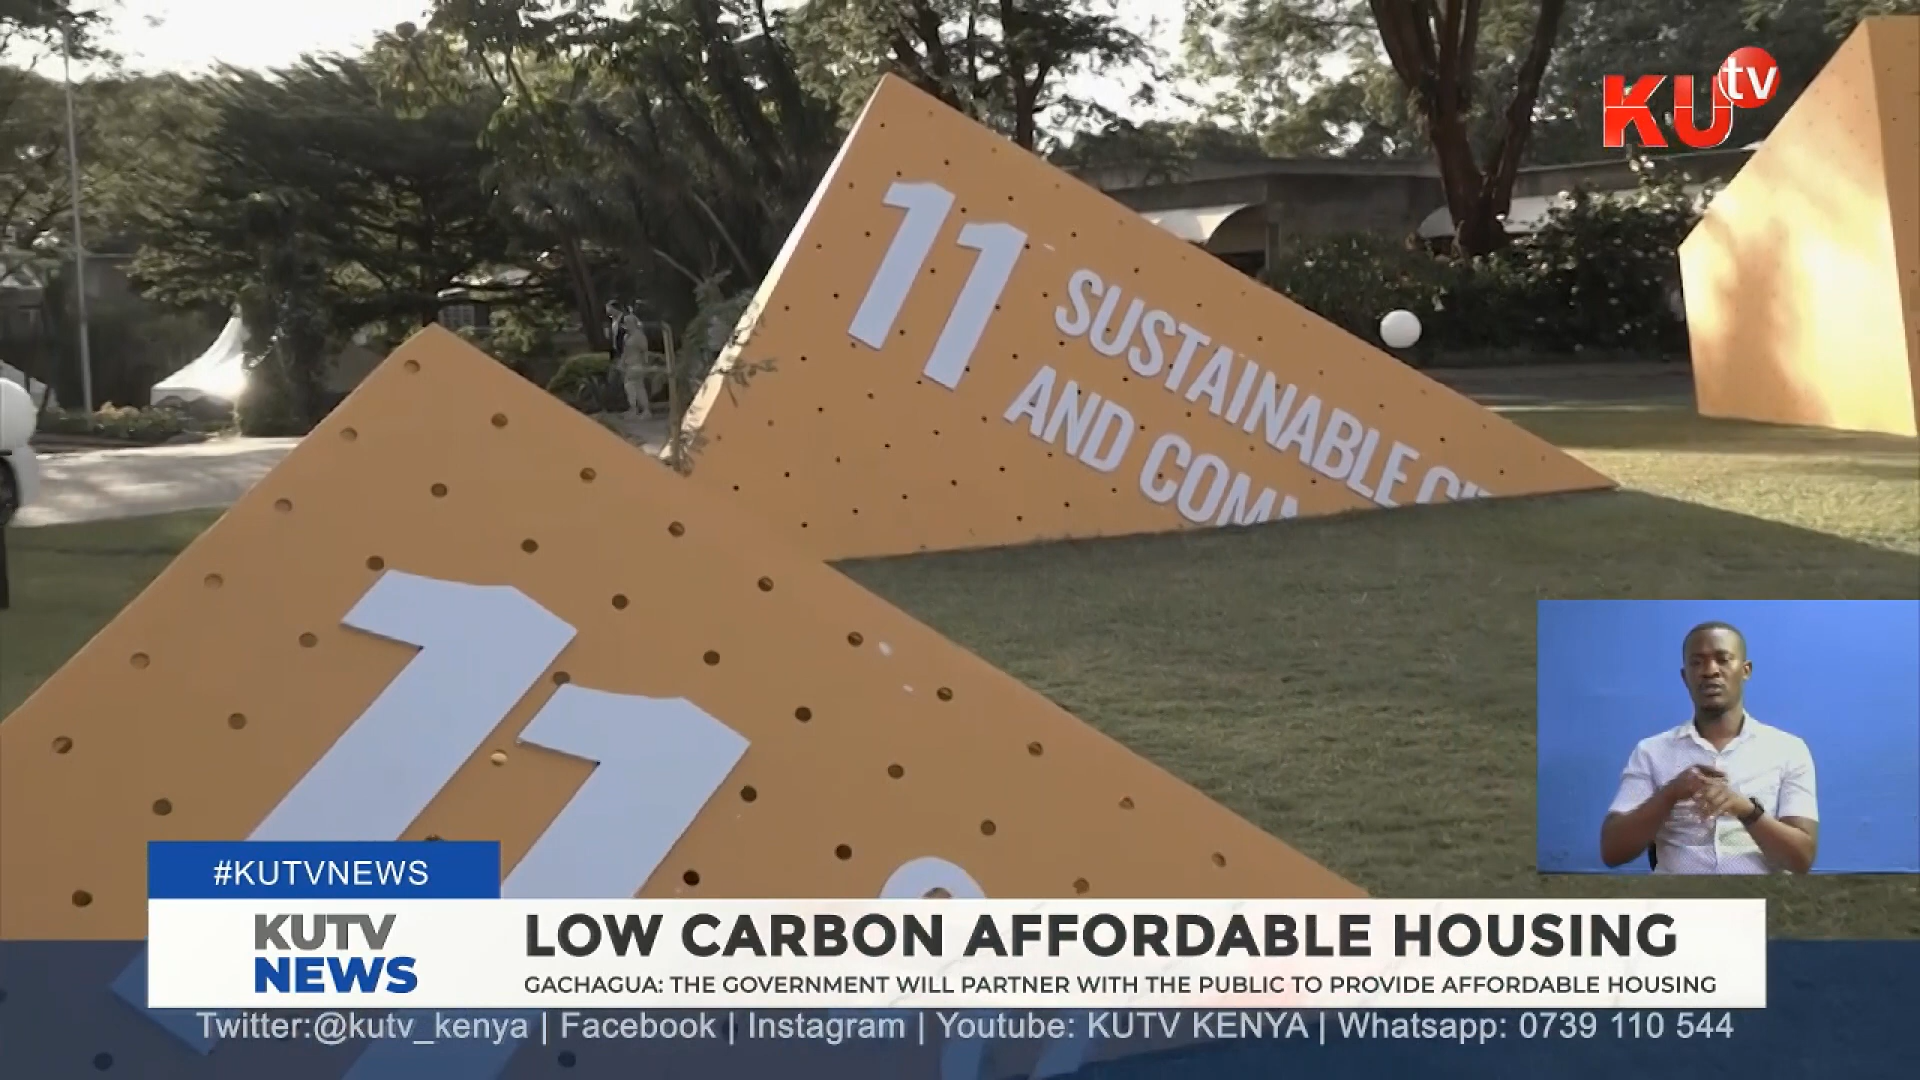 KU tv
11 SUSTAINABLE
AND
11
#KUTVNEWS
KUTV
NEWS
LOW CARBON AFFORDABLE HOUSING
GACHAGUA: THE GOVERNMENT WILL PARTNER WITH THE PUBLIC TO PROVIDE AFFORDABLE HOUSING
Twitter:@kutv_kenya | Facebook | Instagram | Youtube: KUTV KENYA | Whatsapp: 0739 110 544